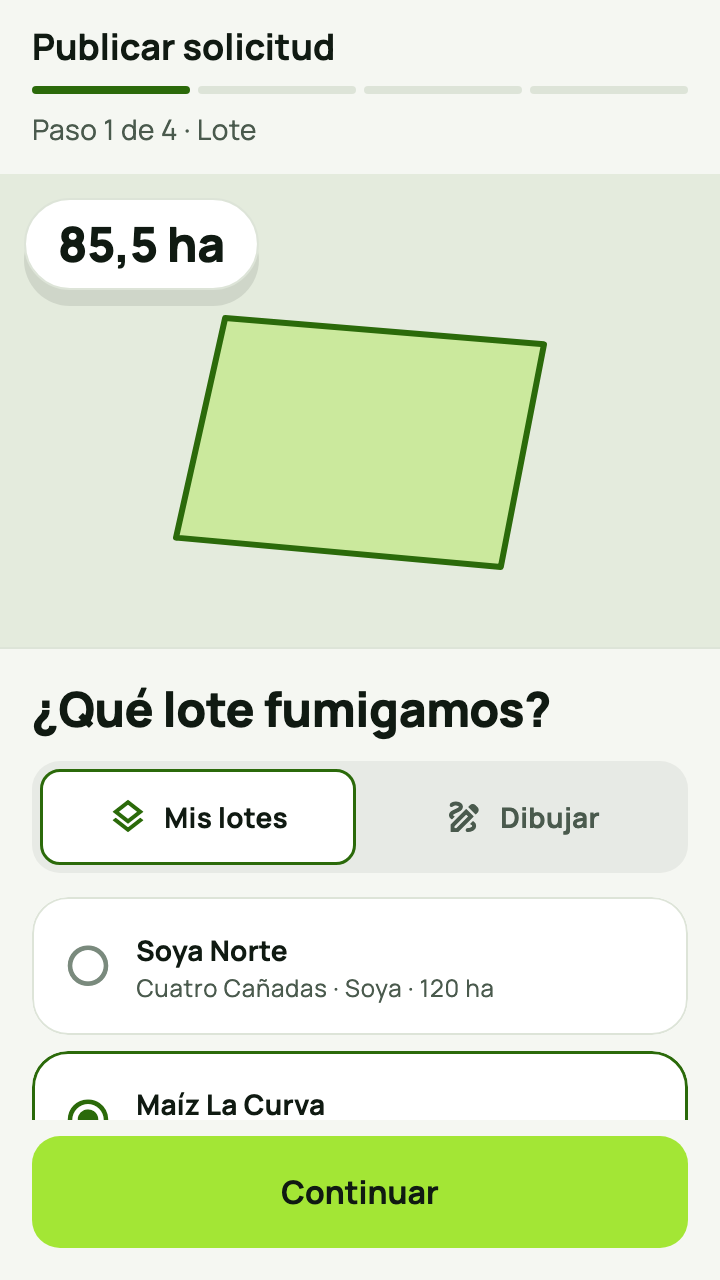 Publicar solicitud
Paso 1 de 4 · Lote
85,5 ha
¿Qué lote fumigamos?
Mis lotes
Dibujar
Soya Norte
Cuatro Cañadas · Soya · 120 ha
Maíz La Curva
Continuar